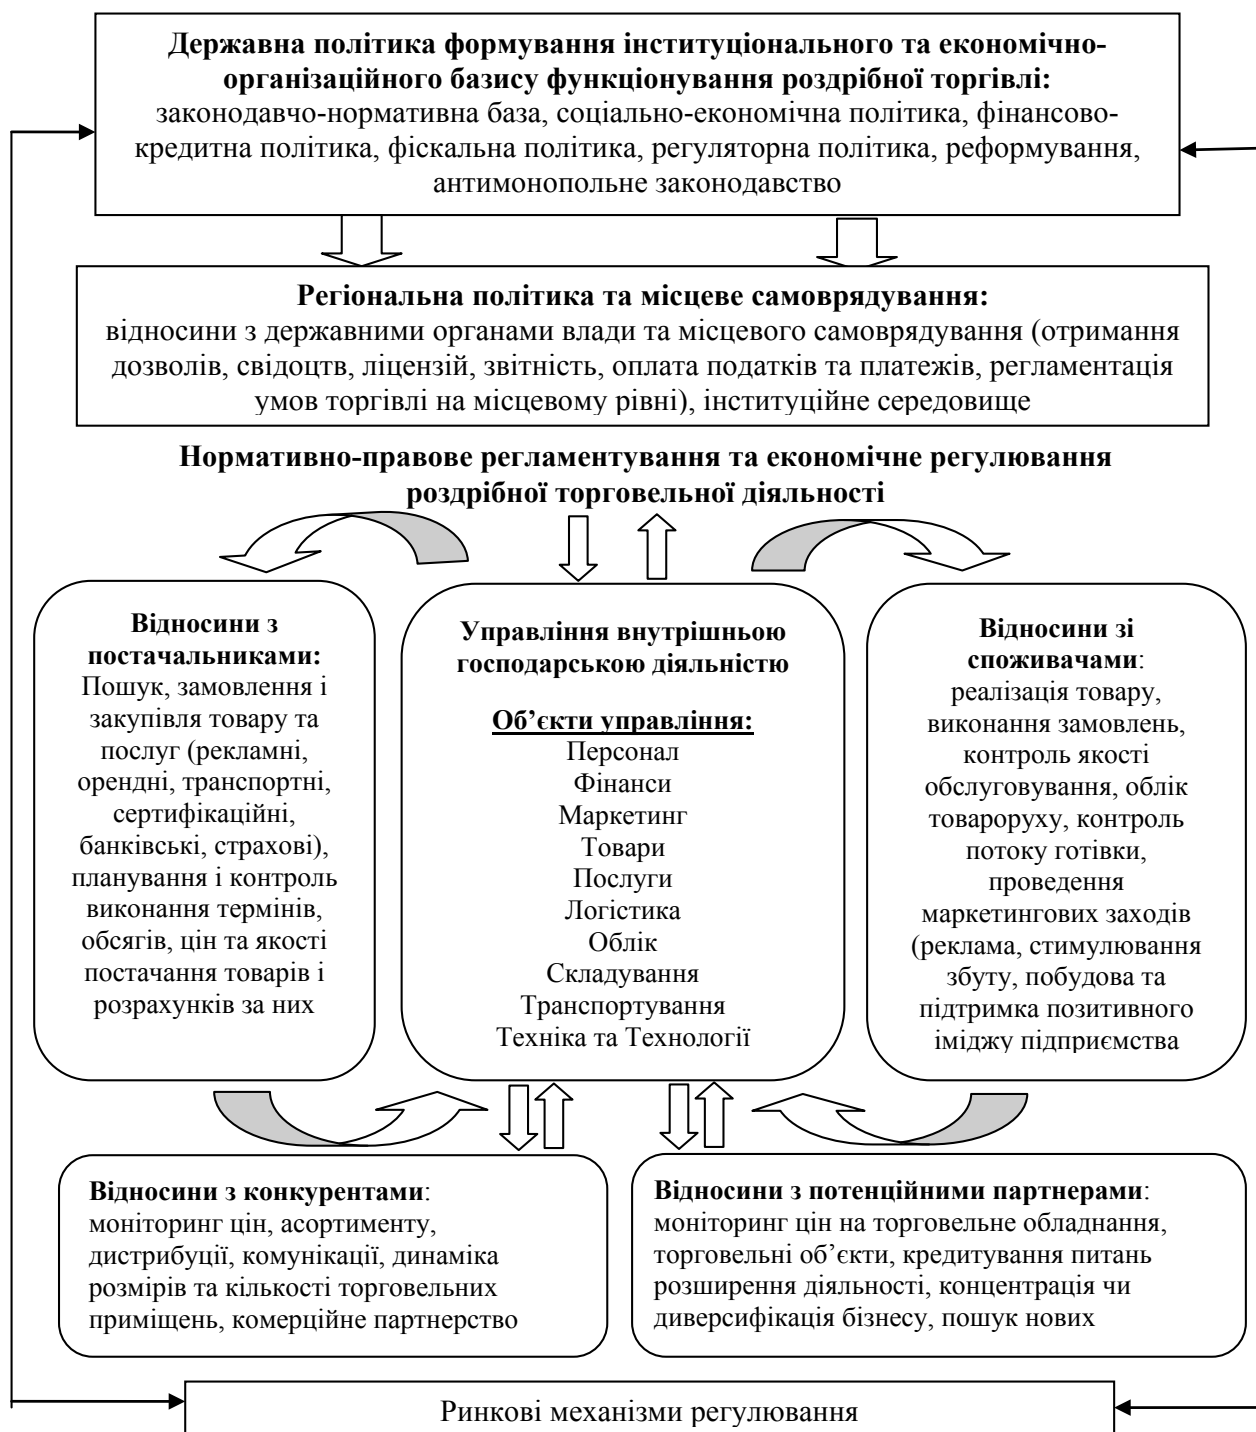 Державна політика формування інституціонального та економічно-
організаційного базису функціонування роздрібної торгівлі:
законодавчо-нормативна база, соціально-економічна політика, фінансово-
кредитна політика, фіскальна політика, регуляторна політика, реформування,
антимонопольне законодавство
Регіональна політика та місцеве самоврядування:
відносини з державними органами влади та місцевого самоврядування (отримання
дозволів, свідоцтв, ліцензій, звітність, оплата податків та платежів, регламентація
умов торгівлі на місцевому рівні), інституційне середовище
Нормативно-правове регламентування та економічне регулювання
роздрібної торговельної діяльності
Відносини з
постачальниками:
Пошук, замовлення і
закупівля товару та
послуг (рекламні,
орендні, транспортні,
сертифікаційні,
банківські, страхові),
планування і контроль
виконання термінів,
обсягів, цін та якості
постачання товарів і
розрахунків за них
Управління внутрішньою
господарською діяльністю
Об’єкти управління:
Персонал
Фінанси
Маркетинг
Товари
Послуги
Логістика
Облік
Складування
Транспортування
Техніка та Технології
Відносини зі
споживачами:
реалізація товару,
виконання замовлень,
контроль якості
обслуговування, облік
товароруху, контроль
потоку готівки,
проведення
маркетингових заходів
(реклама, стимулювання
збуту, побудова та
підтримка позитивного
іміджу підприємства
Відносини з конкурентами:
моніторинг цін, асортименту,
дистрибуції, комунікації, динаміка
розмірів та кількості торговельних
приміщень, комерційне партнерство
Відносини з потенційними партнерами:
моніторинг цін на торговельне обладнання,
торговельні об’єкти, кредитування питань
розширення діяльності, концентрація чи
диверсифікація бізнесу, пошук нових
Ринкові механізми регулювання